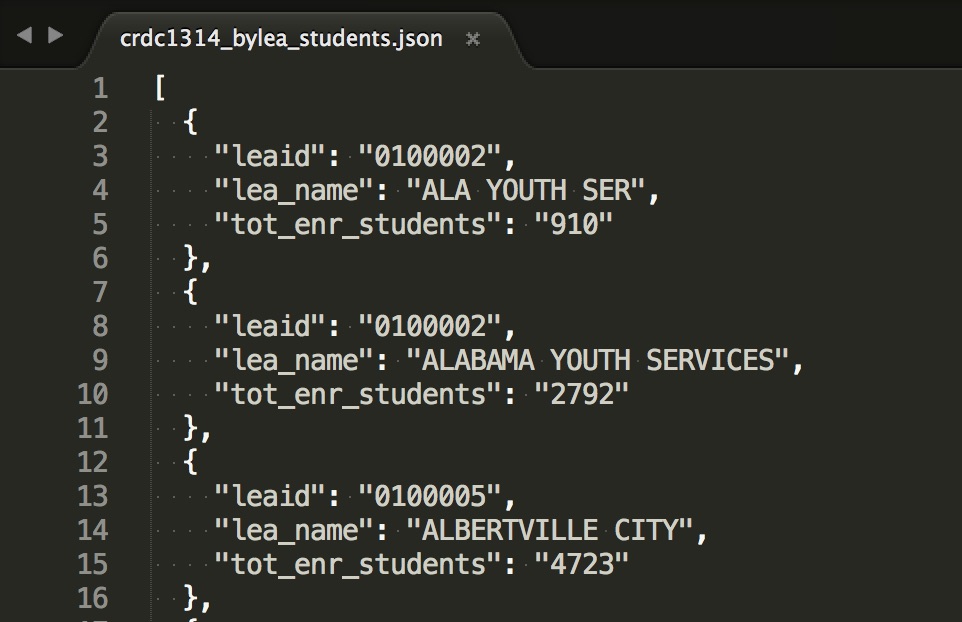 crdc1314_bylea_students.json ×
1 [
2 {
3 "leaid": "0100002",
4 "lea_name": "ALA YOUTH SER",
5 "tot_enr_students": "910"
6 },
7 {
8 "leaid": "0100002",
9 "lea_name": "ALABAMA YOUTH SERVICES",
10 "tot_enr_students": "2792"
11 },
12 {
13 "leaid": "0100005",
14 "lea_name": "ALBERTVILLE CITY",
15 "tot_enr_students": "4723"
16 },